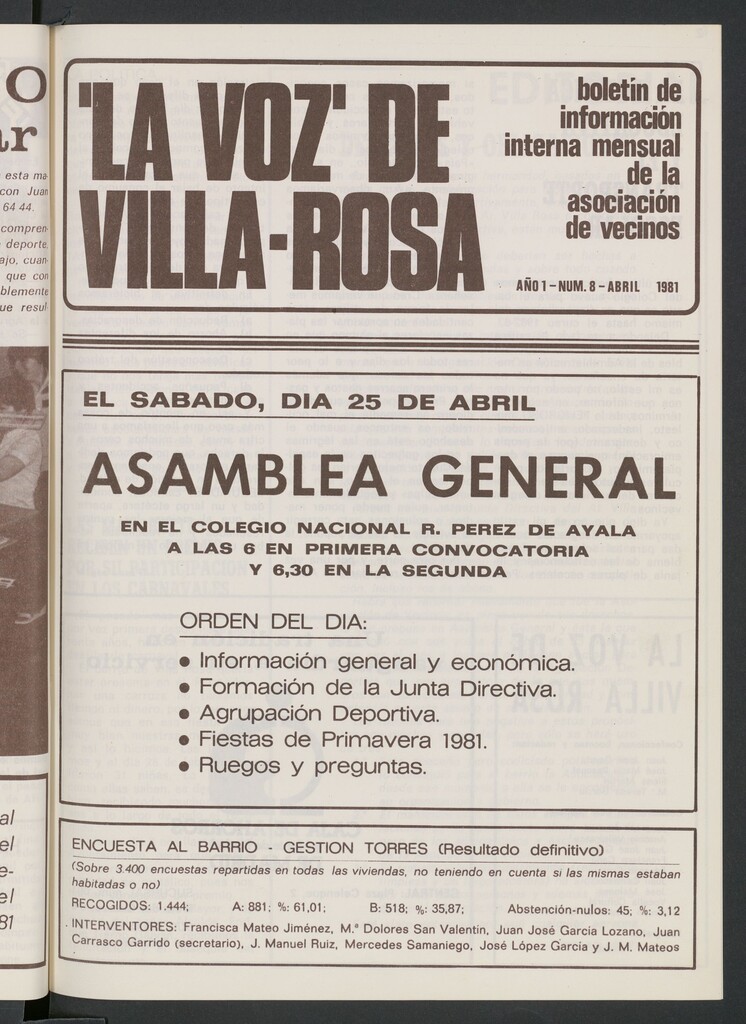 O
ar
esta ma-
con Juan
64 44.
compren-
deporte,
ajo, cuan-
que con
blemente
ue resul-
al
el
e-
el
81
'LA VOZ' DE
VILLA-ROSA
boletín de
información
interna mensual
de la
asociación
de vecinos
AÑO 1 - NUM. 8 - ABRIL 1981
EL SABADO, DIA 25 DE ABRIL
ASAMBLEA GENERAL
EN EL COLEGIO NACIONAL R. PEREZ DE AYALA
A LAS 6 EN PRIMERA CONVOCATORIA
Y 6,30 EN LA SEGUNDA
ORDEN DEL DIA:
● Información general y económica.
● Formación de la Junta Directiva.
● Agrupación Deportiva.
● Fiestas de Primavera 1981.
● Ruegos y preguntas.
ENCUESTA AL BARRIO - GESTION TORRES (Resultado definitivo)
(Sobre 3.400 encuestas repartidas en todas las viviendas, no teniendo en cuenta si las mismas estaban
habitadas o no)
RECOGIDOS: 1.444; A: 881; %: 61,01; B: 518; %: 35,87; Abstención-nulos: 45; %: 3,12
INTERVENTORES: Francisca Mateo Jiménez, M.ª Dolores San Valentín, Juan José García Lozano, Juan
Carrasco Garrido (secretario), J. Manuel Ruiz, Mercedes Samaniego, José López García y J. M. Mateos